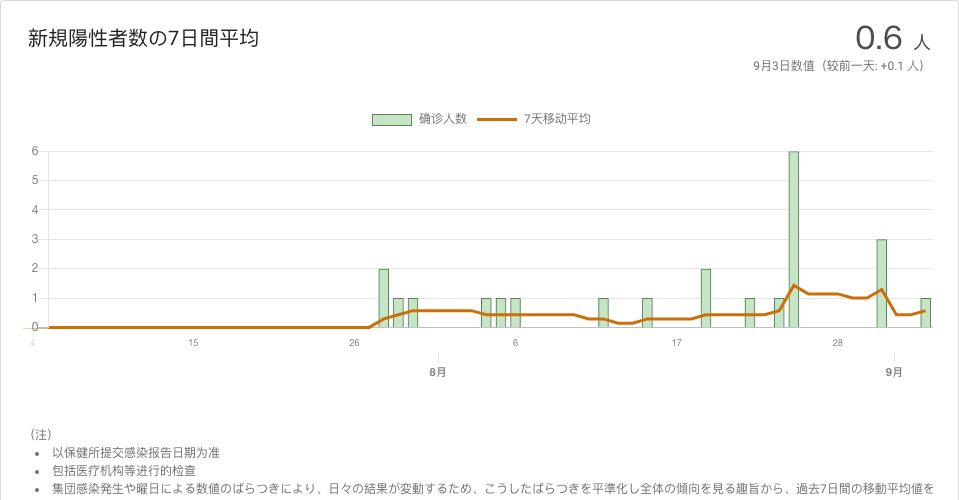 新規陽性者数の7日間平均
0.6 人
9月3日数值（较前一天: +0.1 人）
确诊人数 7天移动平均
6
5
4
3
2
1
0
4 15 26 6 17 28
8月 9月
（注）
• 以保健所提交感染报告日期为准
• 包括医疗机构等进行的检查
• 集団感染発生や曜日による数値のばらつきにより、日々の結果が変動するため、こうしたばらつきを平準化し全体の傾向を見る趣旨から、過去7日間の移動平均値を